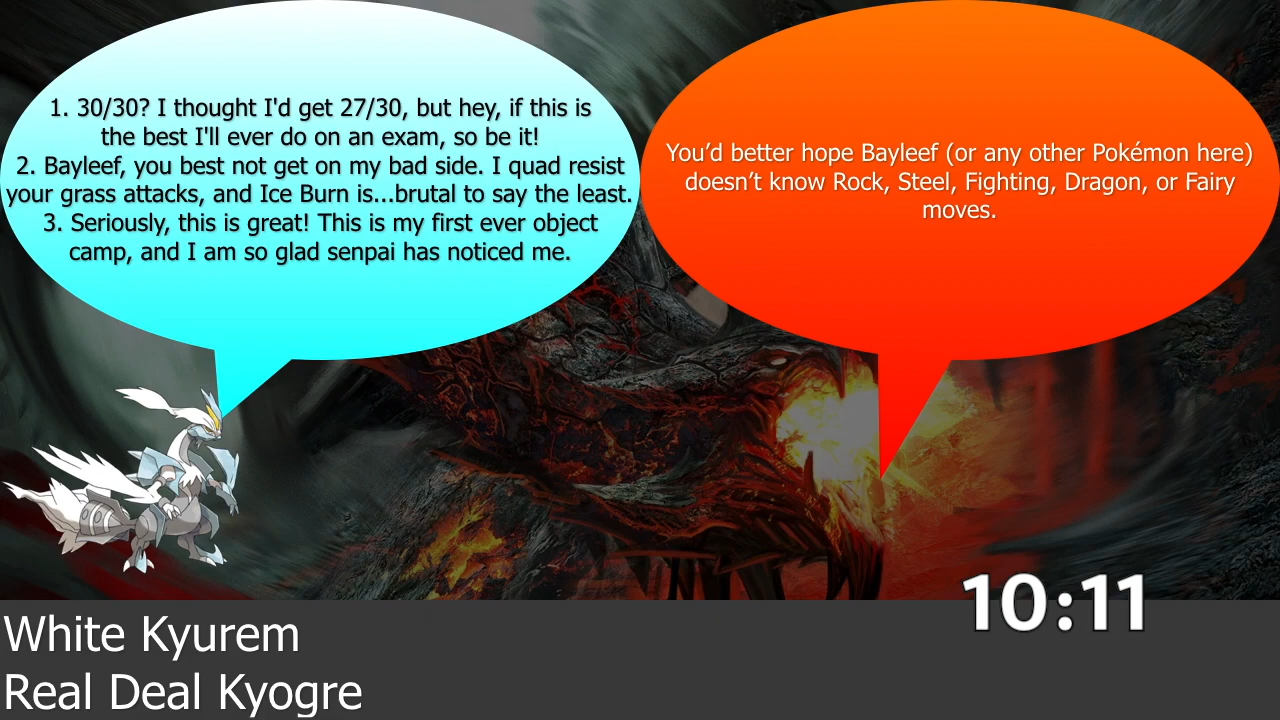 1. 30/30? I thought I'd get 27/30, but hey, if this is
the best I'll ever do on an exam, so be it!
2. Bayleef, you best not get on my bad side. I quad resist
your grass attacks, and Ice Burn is...brutal to say the least.
3. Seriously, this is great! This is my first ever object
camp, and I am so glad senpai has noticed me.
You’d better hope Bayleef (or any other Pokémon here)
doesn’t know Rock, Steel, Fighting, Dragon, or Fairy
moves.
10:11
White Kyurem
Real Deal Kyogre